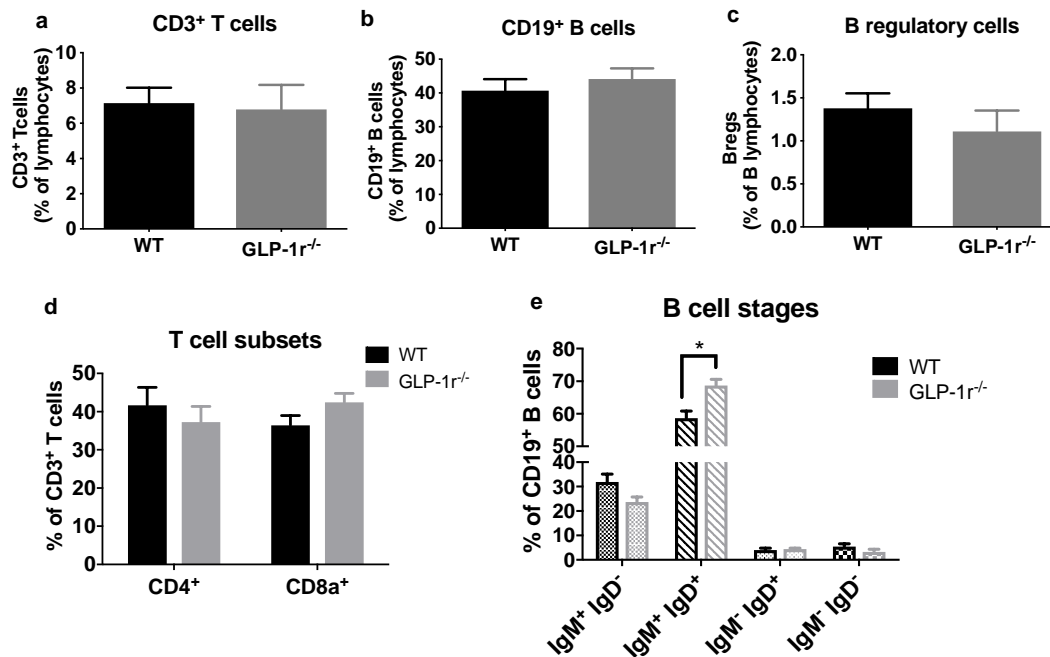 a
CD3⁺ T cells
CD3⁺ Tcells
(% of lymphocytes)
10
8
6
4
2
0
WT
GLP-1r⁻/⁻
b
CD19⁺ B cells
CD19⁺ B cells
(% of lymphocytes)
50
40
30
20
10
0
WT
GLP-1r⁻/⁻
c
B regulatory cells
Bregs
(% of B lymphocytes)
2.0
1.5
1.0
0.5
0.0
WT
GLP-1r⁻/⁻
d
T cell subsets
WT
GLP-1r⁻/⁻
% of CD3⁺ T cells
50
40
30
20
10
0
CD4⁺
CD8a⁺
e
B cell stages
*
WT
GLP-1r⁻/⁻
% of CD19⁺ B cells
80
70
60
50
40
30
20
10
0
IgM⁺ IgD⁻
IgM⁺ IgD⁺
IgM⁻ IgD⁺
IgM⁻ IgD⁻